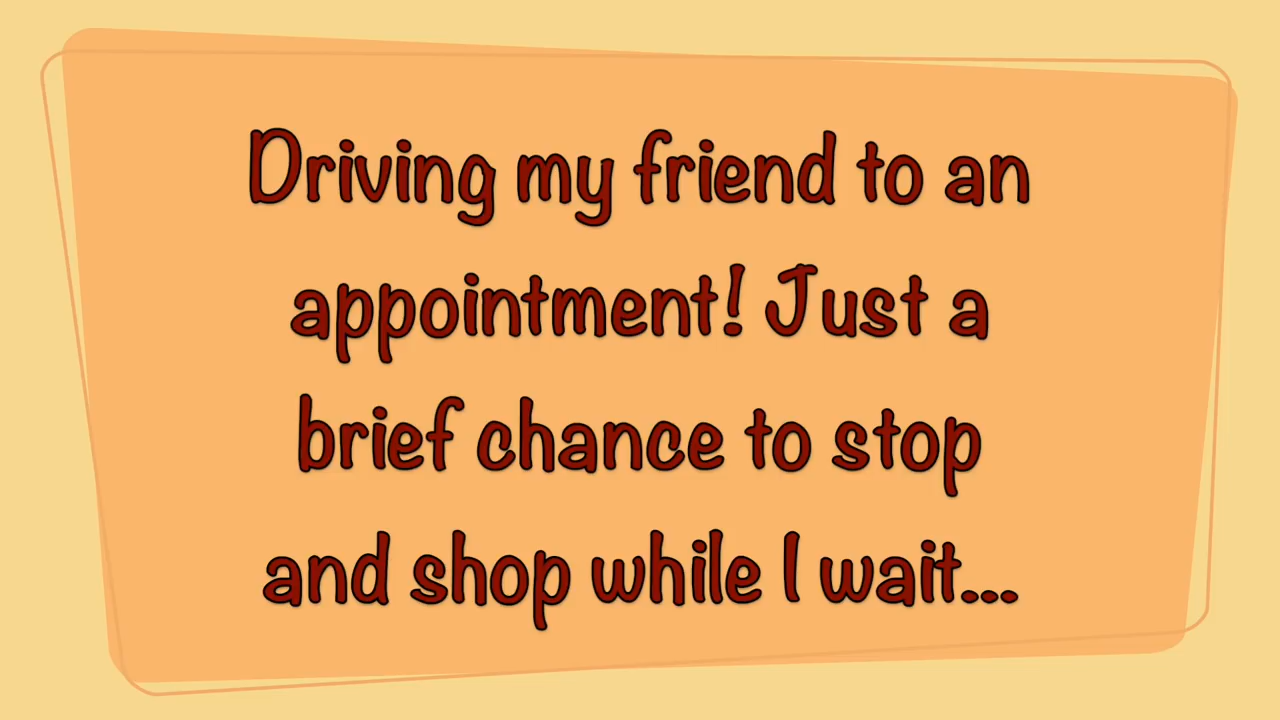 Driving my friend to an
appointment! Just a
brief chance to stop
and shop while I wait...